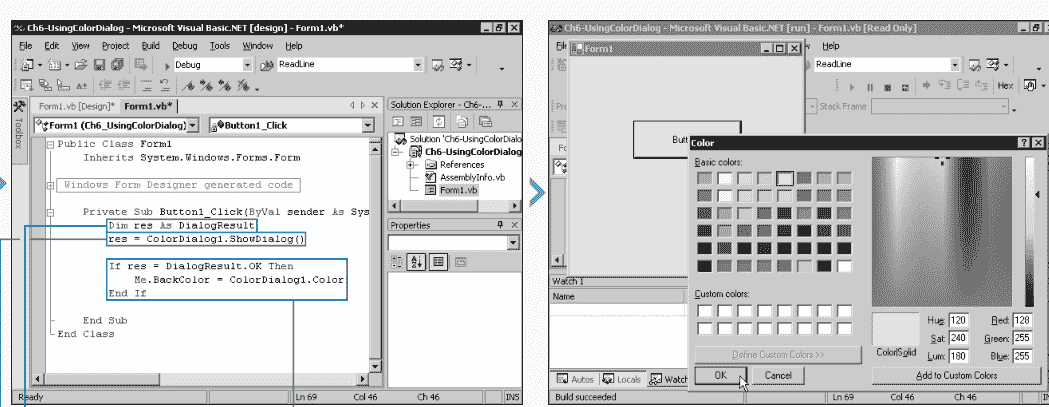 Ch6-UsingColorDialog - Microsoft Visual Basic.NET [design] - Form1.vb*
File Edit View Project Build Debug Tools Window Help
Debug ReadLine
Form1.vb [Design]* Form1.vb*
Toolbox
Form1 (Ch6_UsingColorDialog) Button1_Click
Public Class Form1
Inherits System.Windows.Forms.Form
Windows Form Designer generated code
Private Sub Button1_Click(ByVal sender As Sys
Dim res As DialogResult
res = ColorDialog1.ShowDialog()
If res = DialogResult.OK Then
Me.BackColor = ColorDialog1.Color
End If
End Sub
End Class
Solution Explorer - Ch6-...
Solution 'Ch6-UsingColorDialo
Ch6-UsingColorDialog
References
AssemblyInfo.vb
Form1.vb
Properties
Ready Ln 69 Col 46 Ch 46 INS
Ch6-UsingColorDialog - Microsoft Visual Basic.NET [run] - Form1.vb [Read Only]
Form1
Help
ReadLine
Hex
Stack Frame
Butt
Color
Basic colors:
Custom colors:
Define Custom Colors >>
OK Cancel
Color|Solid
Hue: 120 Red: 128
Sat: 240 Green: 255
Lum: 180 Blue: 255
Add to Custom Colors
Watch 1
Name
Autos Locals Watch
Build succeeded Ln 69 Col 46 Ch 46